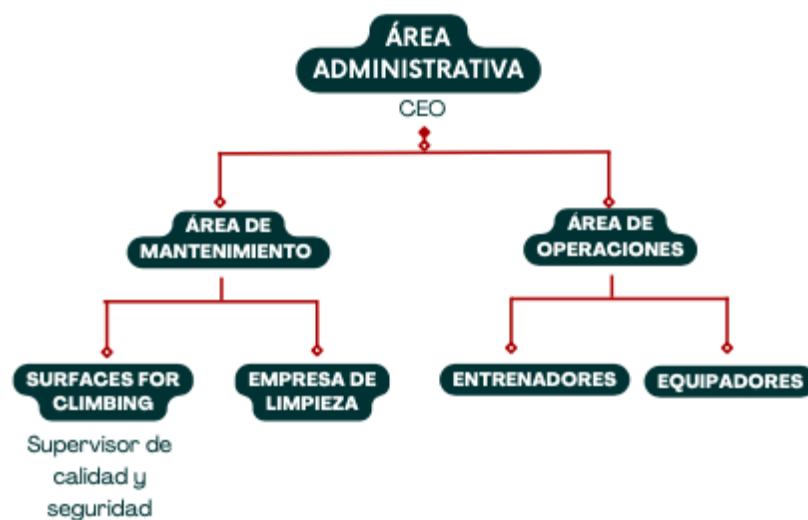 ÁREA
ADMINISTRATIVA
CEO
ÁREA DE
MANTENIMIENTO
ÁREA DE
OPERACIONES
SURFACES FOR
CLIMBING
Supervisor de
calidad y
seguridad
EMPRESA DE
LIMPIEZA
ENTRENADORES
EQUIPADORES